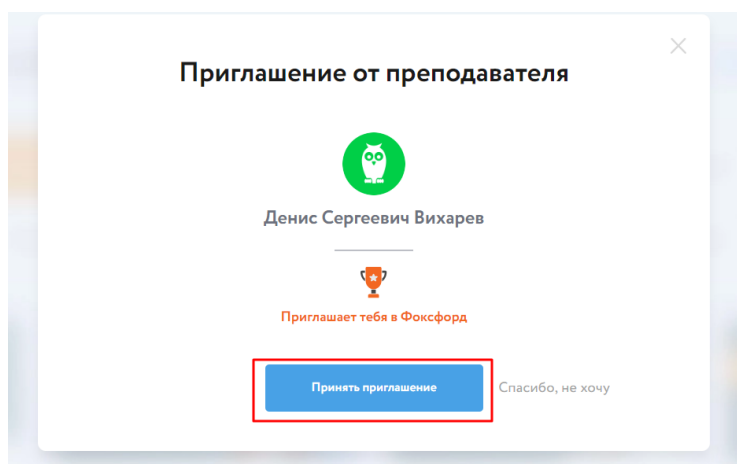 Приглашение от преподавателя
Денис Сергеевич Вихарев
Приглашает тебя в Фоксфорд
Принять приглашение
Спасибо, не хочу